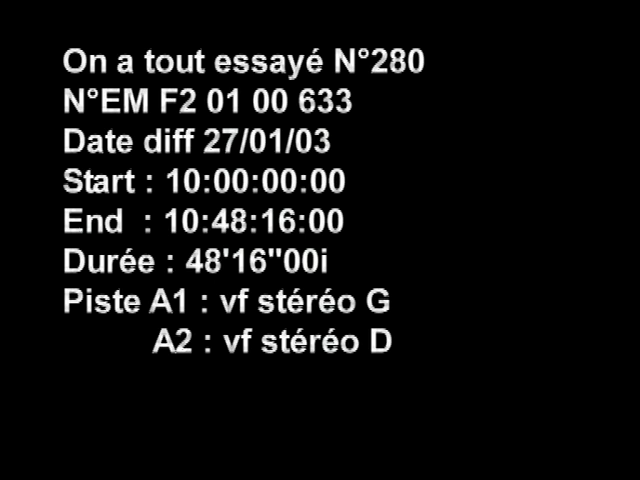 On a tout essayé N°280
N°EM F2 01 00 633
Date diff 27/01/03
Start : 10:00:00:00
End  : 10:48:16:00
Durée : 48'16"00i
Piste A1 : vf stéréo G
A2 : vf stéréo D